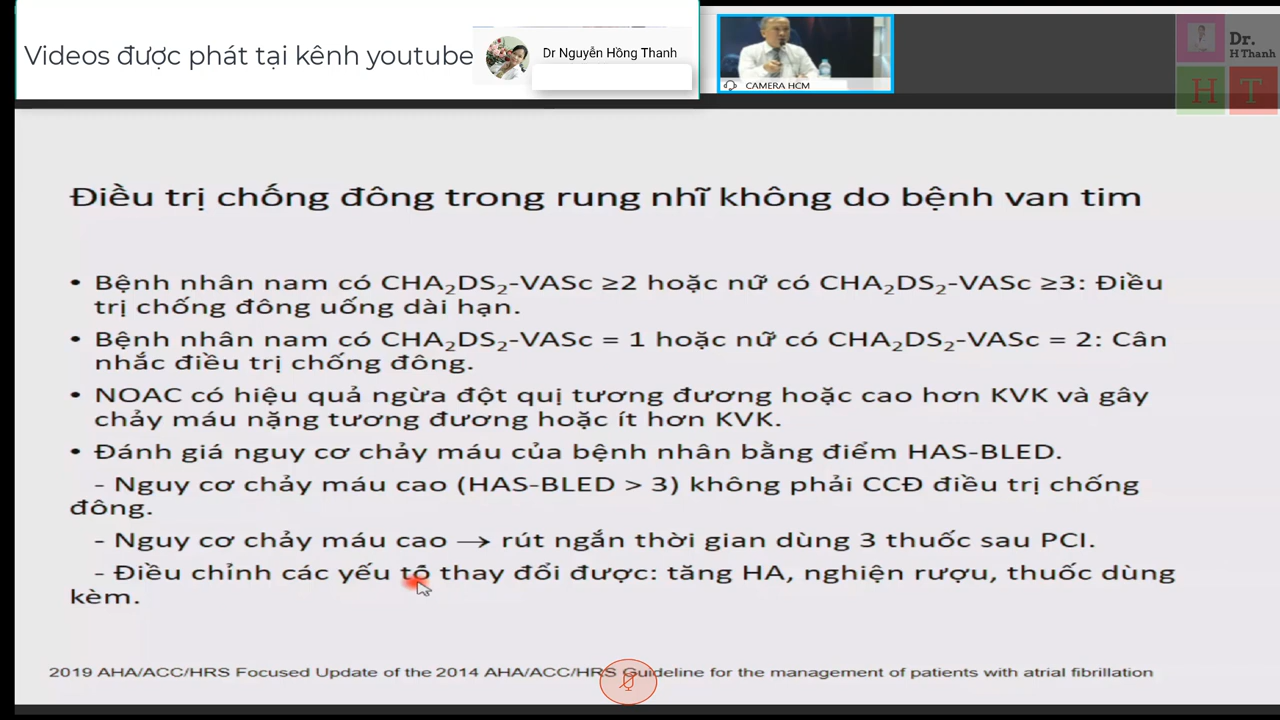 Videos được phát tại kênh youtube
Dr Nguyễn Hồng Thanh
CAMERA HCM
Dr.
H Thanh
H T
Điều trị chống đông trong rung nhĩ không do bệnh van tim
• Bệnh nhân nam có CHA₂DS₂-VASc ≥2 hoặc nữ có CHA₂DS₂-VASc ≥3: Điều
trị chống đông uống dài hạn.
• Bệnh nhân nam có CHA₂DS₂-VASc = 1 hoặc nữ có CHA₂DS₂-VASc = 2: Cân
nhắc điều trị chống đông.
• NOAC có hiệu quả ngừa đột quị tương đương hoặc cao hơn KVK và gây
chảy máu nặng tương đương hoặc ít hơn KVK.
• Đánh giá nguy cơ chảy máu của bệnh nhân bằng điểm HAS-BLED.
- Nguy cơ chảy máu cao (HAS-BLED > 3) không phải CCĐ điều trị chống
đông.
- Nguy cơ chảy máu cao → rút ngắn thời gian dùng 3 thuốc sau PCI.
- Điều chỉnh các yếu tố thay đổi được: tăng HA, nghiện rượu, thuốc dùng
kèm.
2019 AHA/ACC/HRS Focused Update of the 2014 AHA/ACC/HRS Guideline for the management of patients with atrial fibrillation